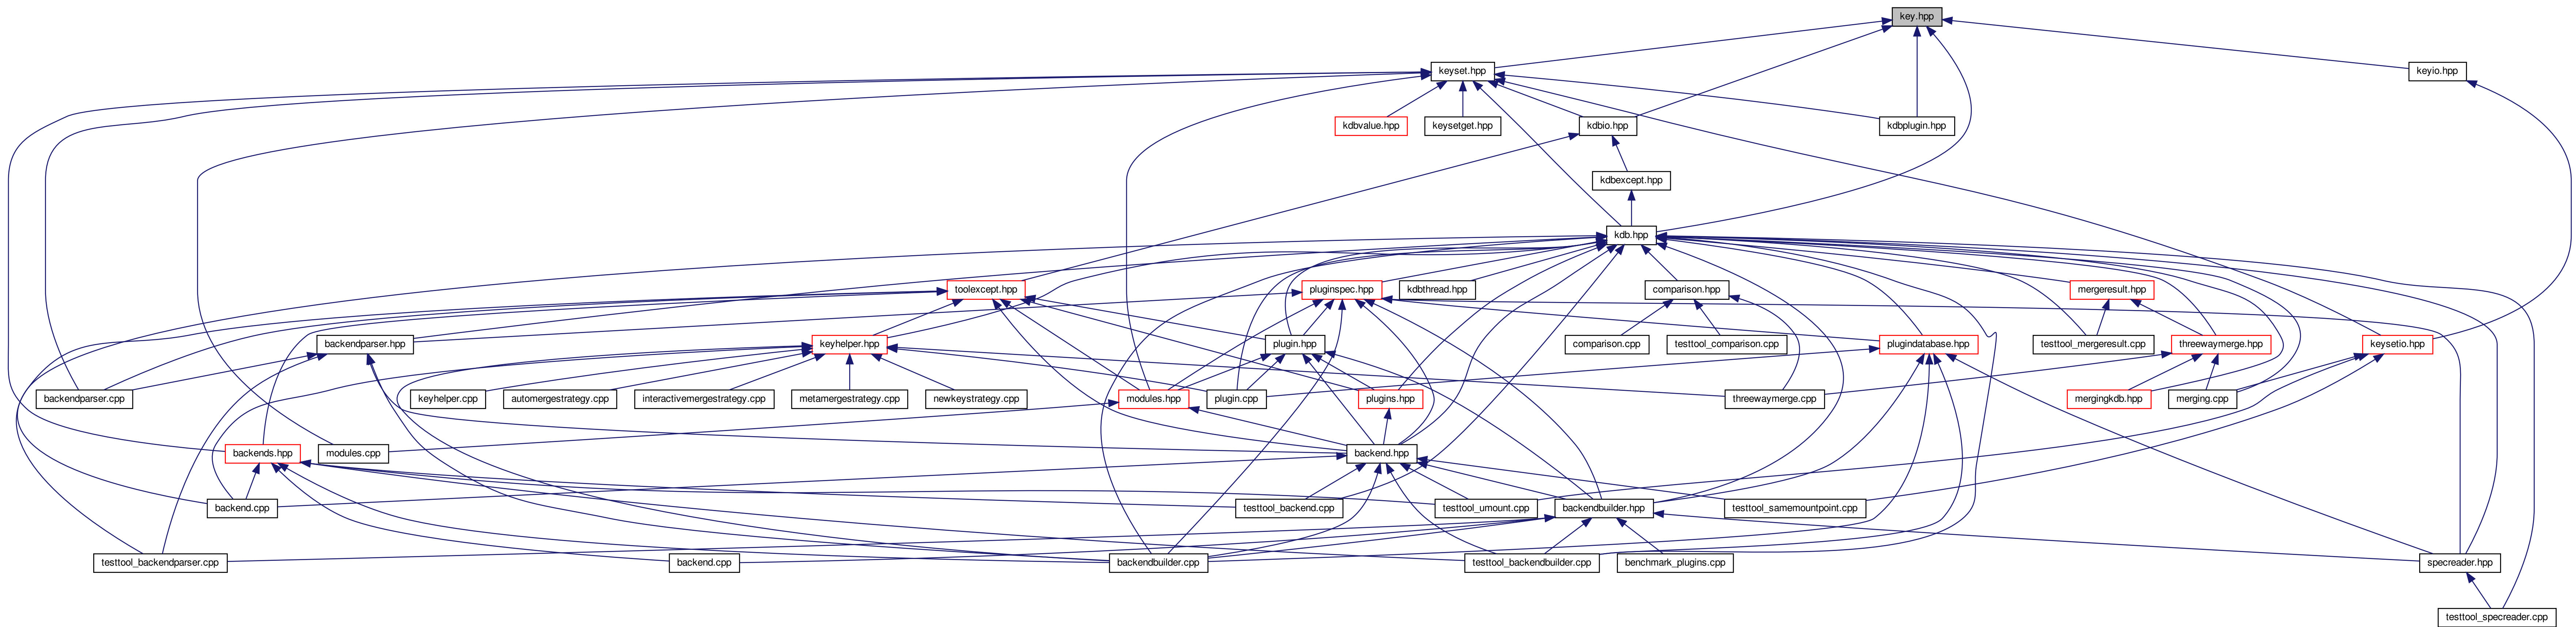 key.hpp
keyset.hpp
keyio.hpp
kdbvalue.hpp
keysetget.hpp
kdbio.hpp
kdbplugin.hpp
kdbexcept.hpp
kdb.hpp
toolexcept.hpp
pluginspec.hpp
kdbthread.hpp
comparison.hpp
mergeresult.hpp
backendparser.hpp
keyhelper.hpp
plugin.hpp
comparison.cpp
testtool_comparison.cpp
plugindatabase.hpp
testtool_mergeresult.cpp
threewaymerge.hpp
keysetio.hpp
backendparser.cpp
keyhelper.cpp
automergestrategy.cpp
interactivemergestrategy.cpp
metamergestrategy.cpp
newkeystrategy.cpp
modules.hpp
plugin.cpp
plugins.hpp
threewaymerge.cpp
mergingkdb.hpp
merging.cpp
backends.hpp
modules.cpp
backend.hpp
backend.cpp
testtool_backend.cpp
testtool_umount.cpp
backendbuilder.hpp
testtool_samemountpoint.cpp
testtool_backendparser.cpp
backend.cpp
backendbuilder.cpp
testtool_backendbuilder.cpp
benchmark_plugins.cpp
specreader.hpp
testtool_specreader.cpp